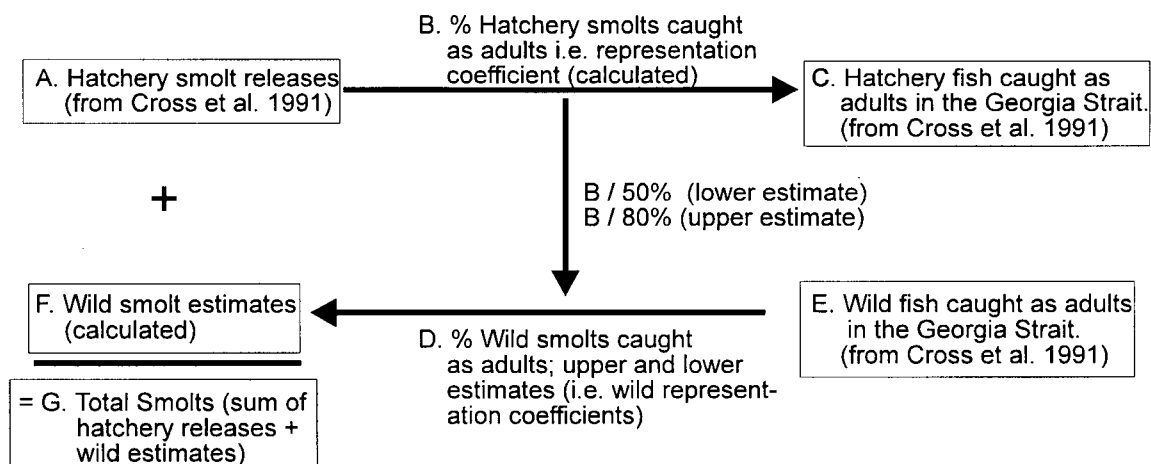 B. % Hatchery smolts caught
as adults i.e. representation
coefficient (calculated)
A. Hatchery smolt releases
(from Cross et al. 1991)
C. Hatchery fish caught as
adults in the Georgia Strait.
(from Cross et al. 1991)
+
B / 50% (lower estimate)
B / 80% (upper estimate)
F. Wild smolt estimates
(calculated)
E. Wild fish caught as adults
in the Georgia Strait.
(from Cross et al. 1991)
D. % Wild smolts caught
as adults; upper and lower
estimates (i.e. wild represent-
ation coefficients)
= G. Total Smolts (sum of
hatchery releases +
wild estimates)